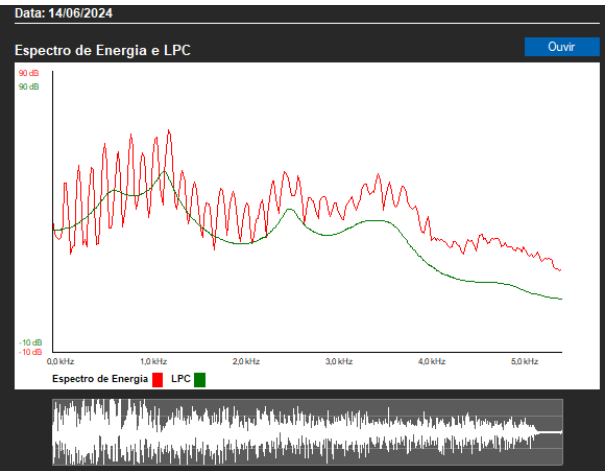 Data: 14/06/2024
Espectro de Energia e LPC
Ouvir
90 dB
90 dB
-10 dB
-10 dB
0,0 kHz 1,0 kHz 2,0 kHz 3,0 kHz 4,0 kHz 5,0 kHz
Espectro de Energia LPC